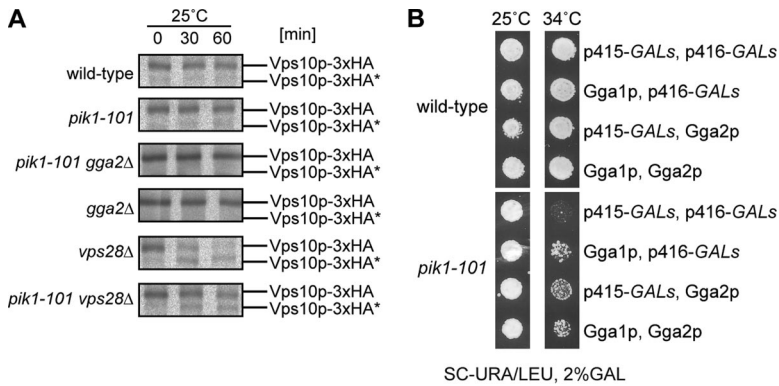 A
25°C
0 30 60 [min]
wild-type
Vps10p-3xHA
Vps10p-3xHA*
pik1-101
Vps10p-3xHA
Vps10p-3xHA*
pik1-101 gga2Δ
Vps10p-3xHA
Vps10p-3xHA*
gga2Δ
Vps10p-3xHA
Vps10p-3xHA*
vps28Δ
Vps10p-3xHA
Vps10p-3xHA*
pik1-101 vps28Δ
Vps10p-3xHA
Vps10p-3xHA*
B
25°C 34°C
wild-type
p415-GALs, p416-GALs
Gga1p, p416-GALs
p415-GALs, Gga2p
Gga1p, Gga2p
pik1-101
p415-GALs, p416-GALs
Gga1p, p416-GALs
p415-GALs, Gga2p
Gga1p, Gga2p
SC-URA/LEU, 2%GAL